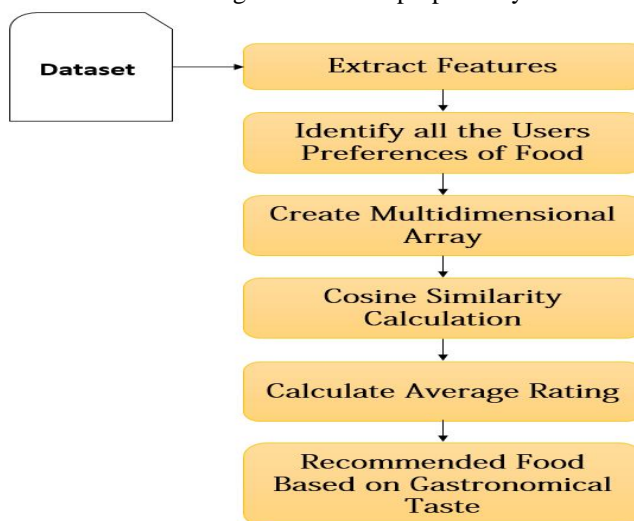 Dataset
Extract Features
Identify all the Users
Preferences of Food
Create Multidimensional
Array
Cosine Similarity
Calculation
Calculate Average Rating
Recommended Food
Based on Gastronomical
Taste